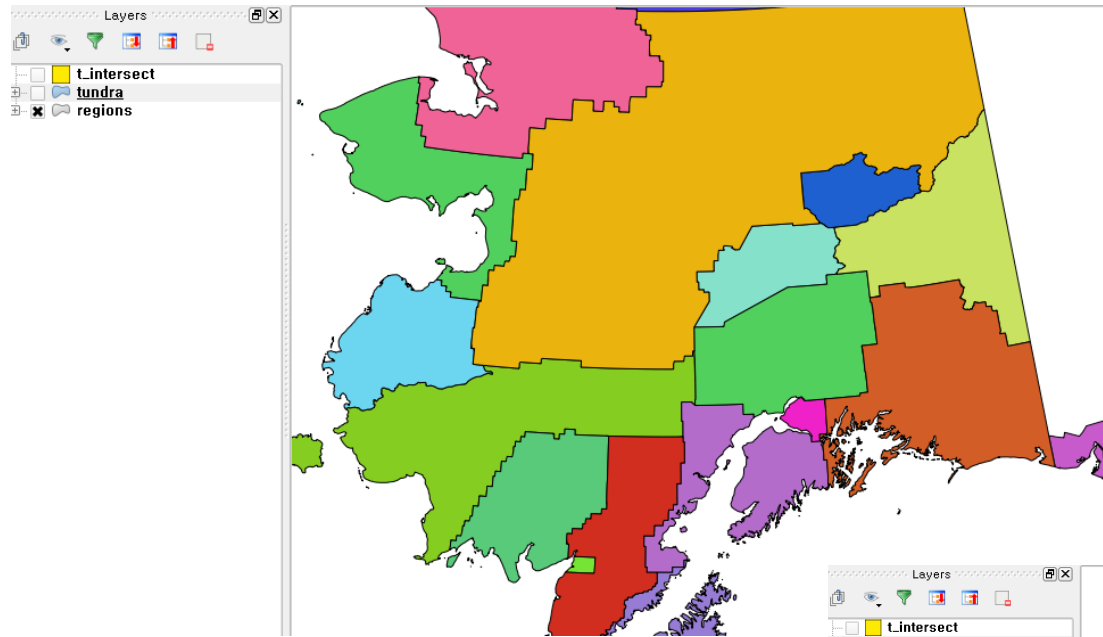 Layers
t_intersect
tundra
regions
Layers
t_intersect